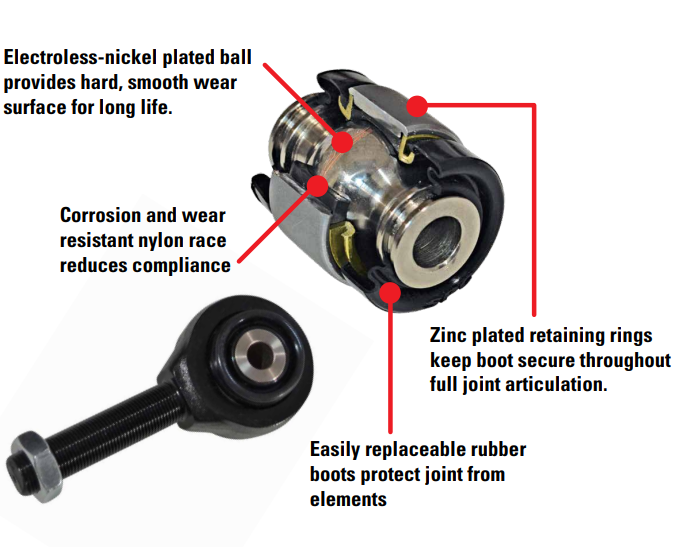 Electroless-nickel plated ball
provides hard, smooth wear
surface for long life.
Corrosion and wear
resistant nylon race
reduces compliance
Zinc plated retaining rings
keep boot secure throughout
full joint articulation.
Easily replaceable rubber
boots protect joint from
elements